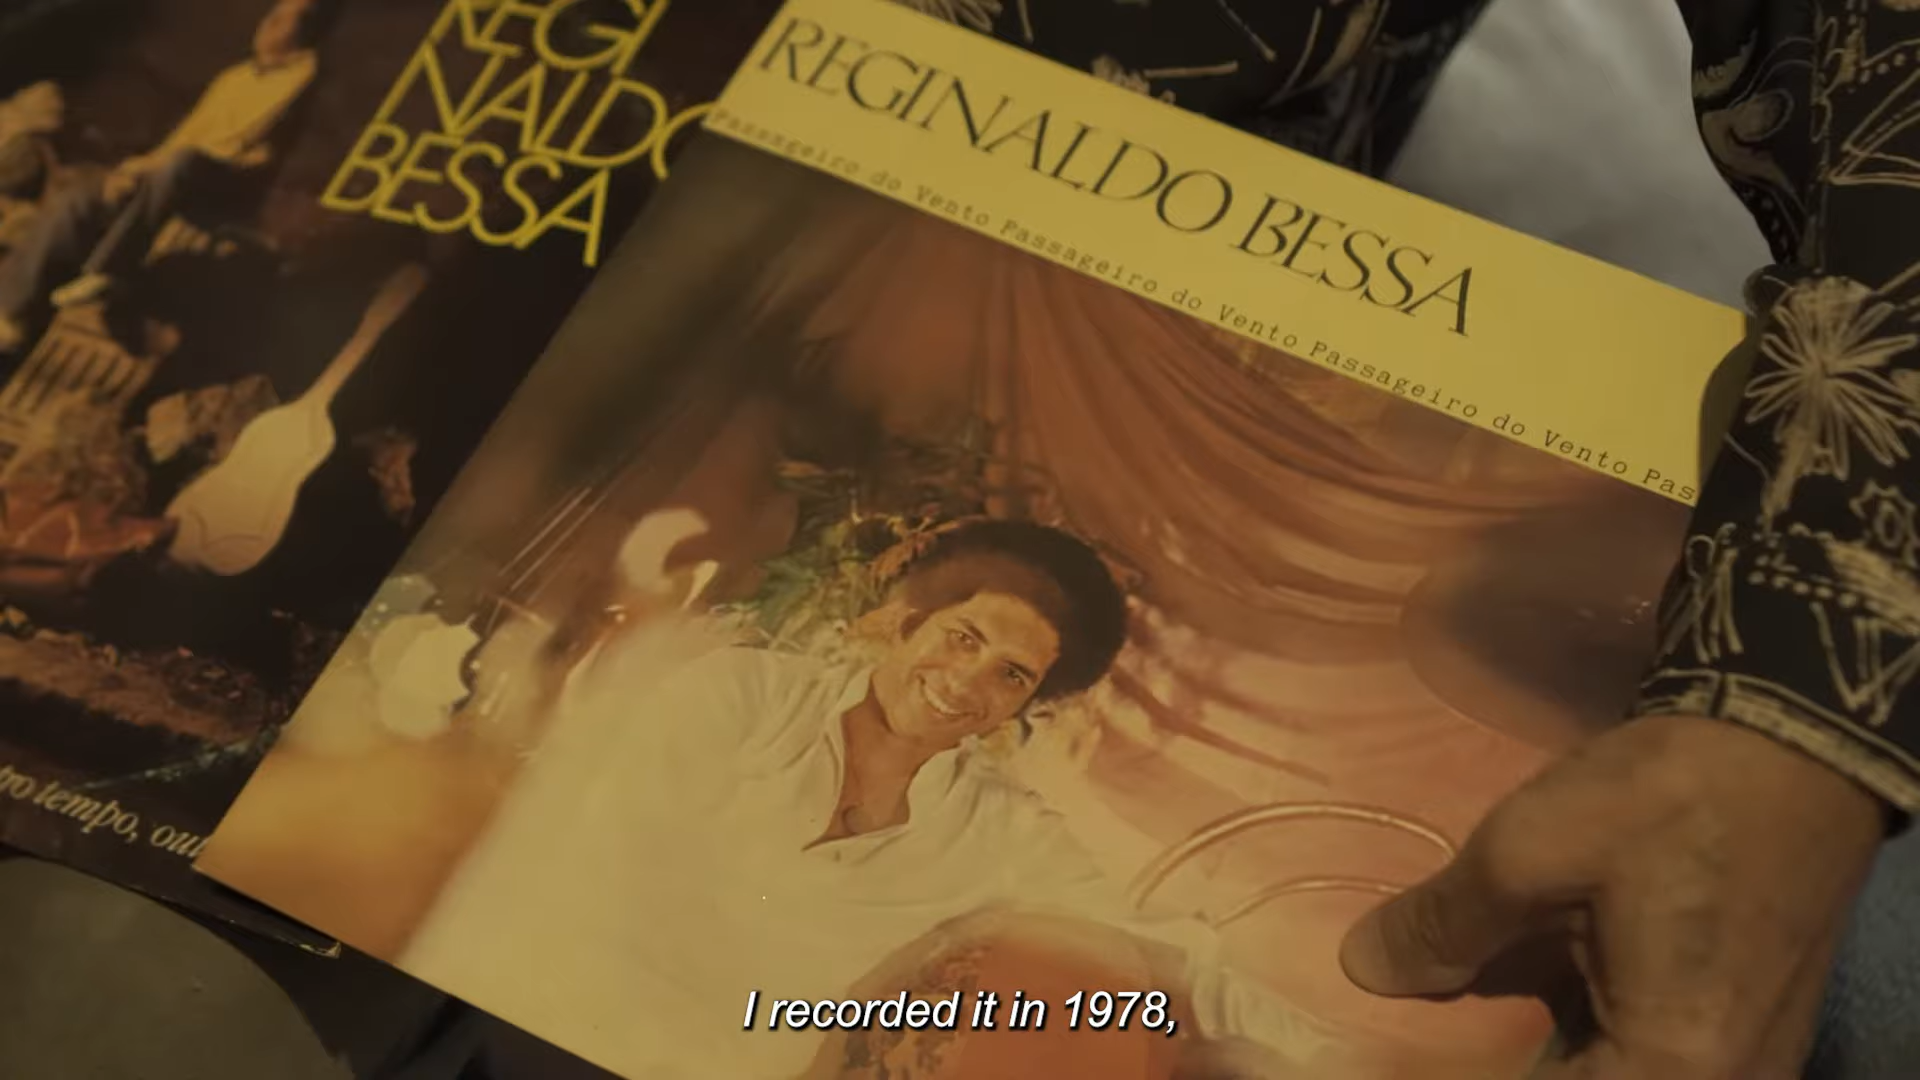 REGI
NALDO
BESSA
tro tempo, out
REGINALDO BESSA
Passageiro do Vento Passageiro do Vento Passageiro do Vento Pas
I recorded it in 1978,